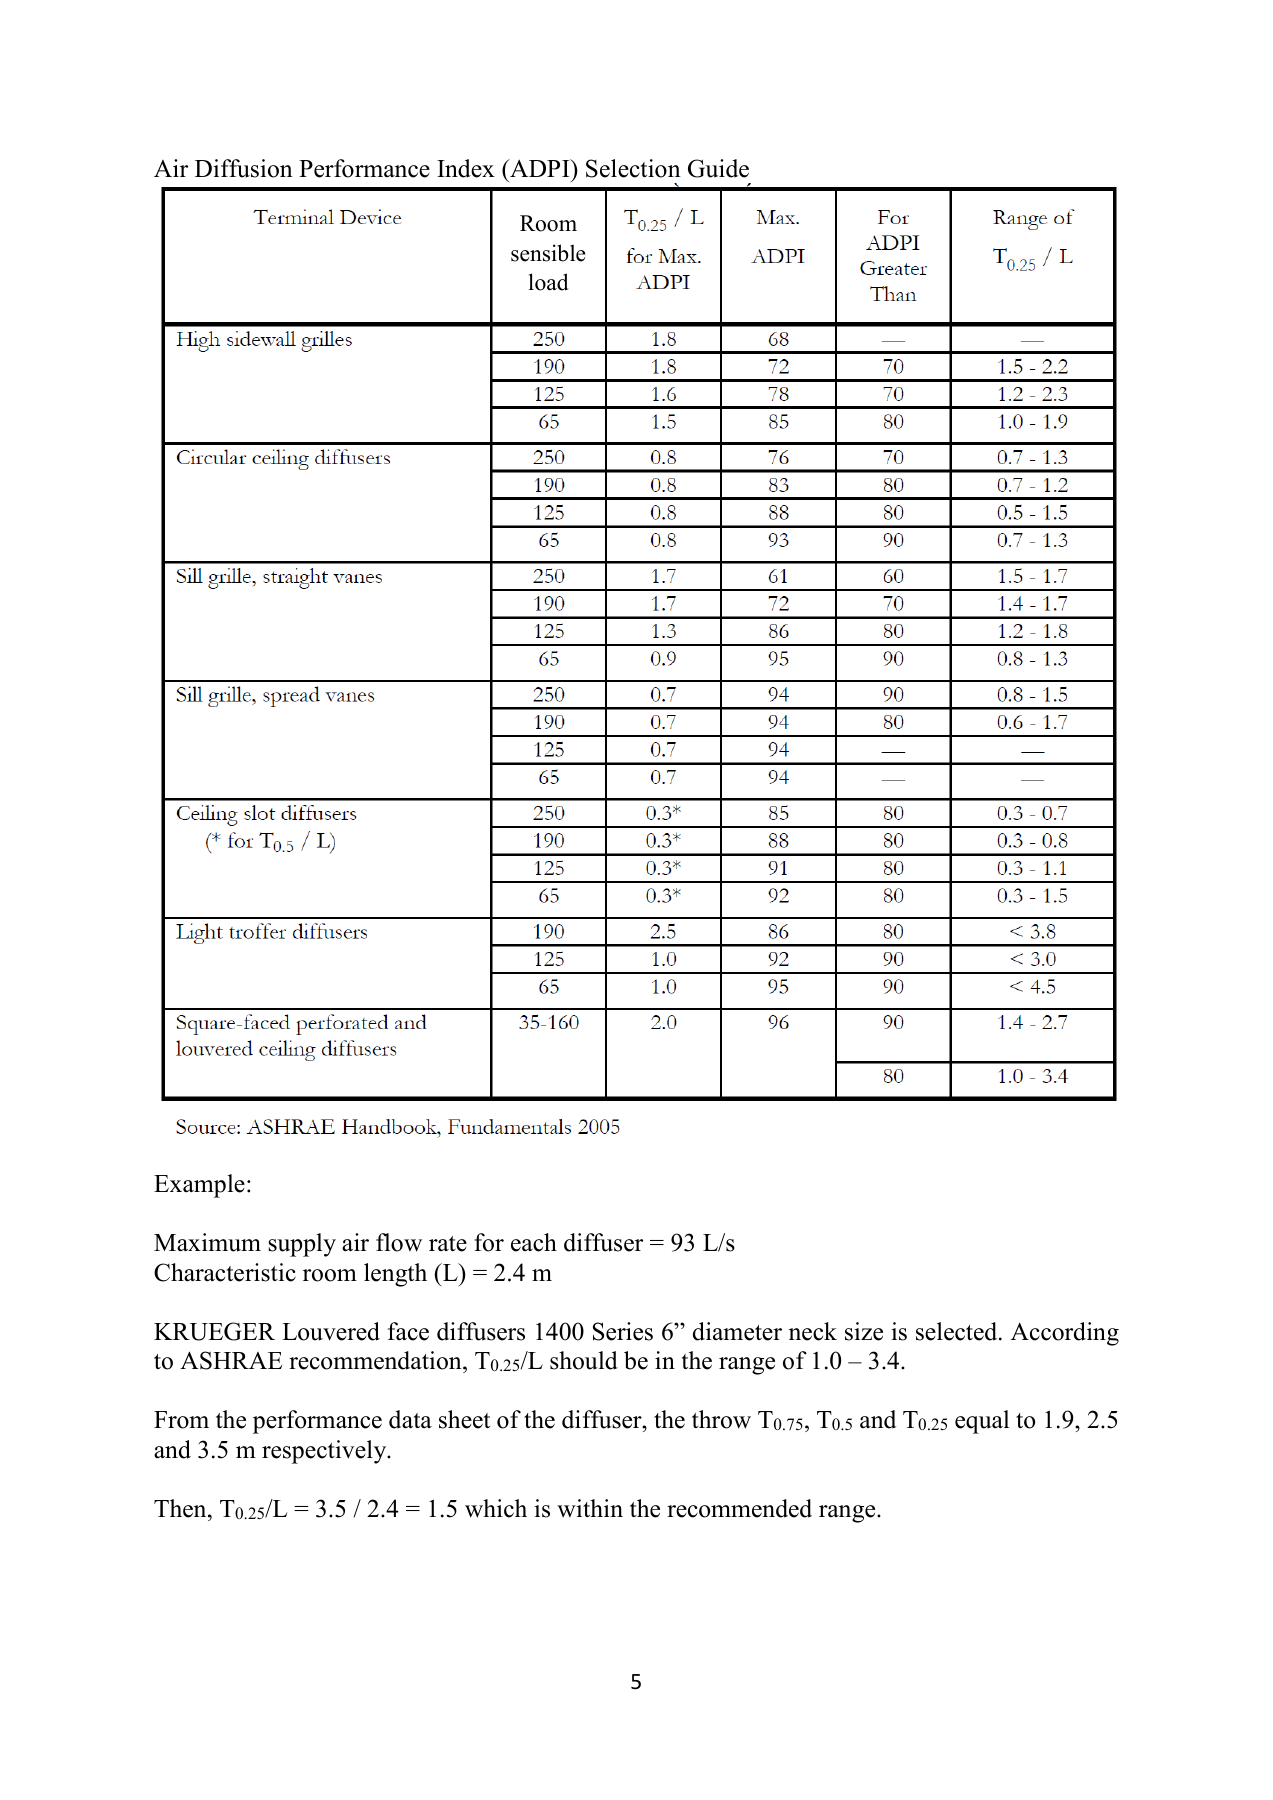 Air Diffusion Performance Index (ADPI) Selection Guide
Terminal Device Room sensible load T0.25 / L for Max. ADPI Max. ADPI For ADPI Greater Than Range of T0.25 / L
High sidewall grilles 250 1.8 68 — —
190 1.8 72 70 1.5 - 2.2
125 1.6 78 70 1.2 - 2.3
65 1.5 85 80 1.0 - 1.9
Circular ceiling diffusers 250 0.8 76 70 0.7 - 1.3
190 0.8 83 80 0.7 - 1.2
125 0.8 88 80 0.5 - 1.5
65 0.8 93 90 0.7 - 1.3
Sill grille, straight vanes 250 1.7 61 60 1.5 - 1.7
190 1.7 72 70 1.4 - 1.7
125 1.3 86 80 1.2 - 1.8
65 0.9 95 90 0.8 - 1.3
Sill grille, spread vanes 250 0.7 94 90 0.8 - 1.5
190 0.7 94 80 0.6 - 1.7
125 0.7 94 — —
65 0.7 94 — —
Ceiling slot diffusers 250 0.3* 85 80 0.3 - 0.7
(* for T0.5 / L) 190 0.3* 88 80 0.3 - 0.8
125 0.3* 91 80 0.3 - 1.1
65 0.3* 92 80 0.3 - 1.5
Light troffer diffusers 190 2.5 86 80 < 3.8
125 1.0 92 90 < 3.0
65 1.0 95 90 < 4.5
Square-faced perforated and 35-160 2.0 96 90 1.4 - 2.7
louvered ceiling diffusers
80 1.0 - 3.4
Source: ASHRAE Handbook, Fundamentals 2005
Example:
Maximum supply air flow rate for each diffuser = 93 L/s
Characteristic room length (L) = 2.4 m
KRUEGER Louvered face diffusers 1400 Series 6” diameter neck size is selected. According
to ASHRAE recommendation, T0.25/L should be in the range of 1.0 – 3.4.
From the performance data sheet of the diffuser, the throw T0.75, T0.5 and T0.25 equal to 1.9, 2.5
and 3.5 m respectively.
Then, T0.25/L = 3.5 / 2.4 = 1.5 which is within the recommended range.
5